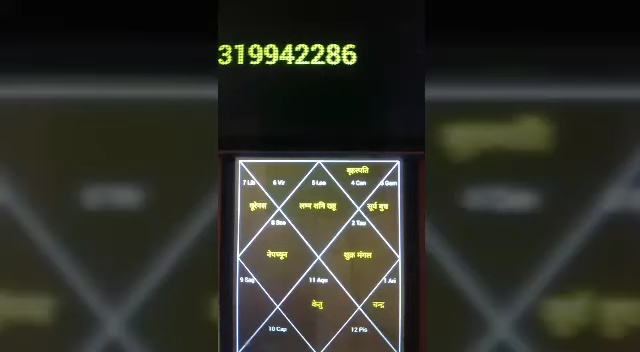 319942286
बृहस्पति
7 Lib 6 Vir 5 Leo 4 Can 3 Gem
यूरेनस लग्न शनि राहू सूर्य बुध
8 Sco 2 Tau
नेपच्यून शुक्र मंगल
9 Sag 11 Aqu 1 Ari
केतु चन्द्र
10 Cap 12 Pis